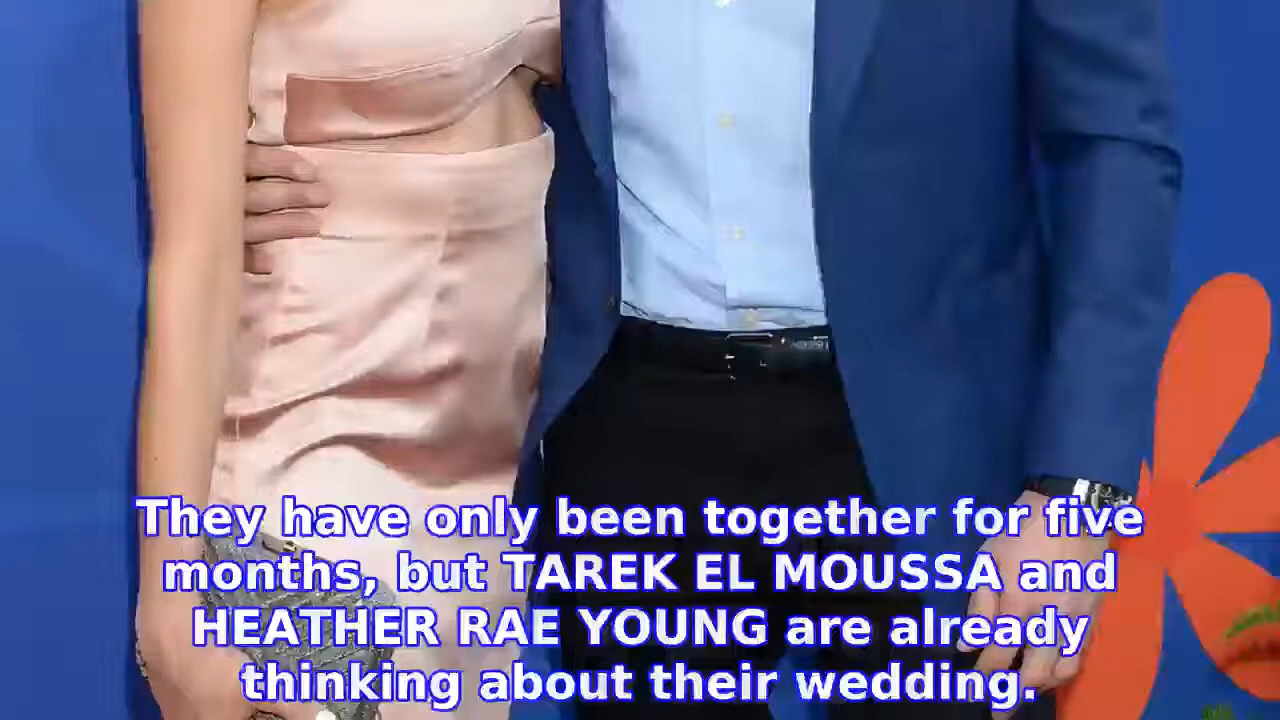 They have only been together for five
months, but TAREK EL MOUSSA and
HEATHER RAE YOUNG are already
thinking about their wedding.